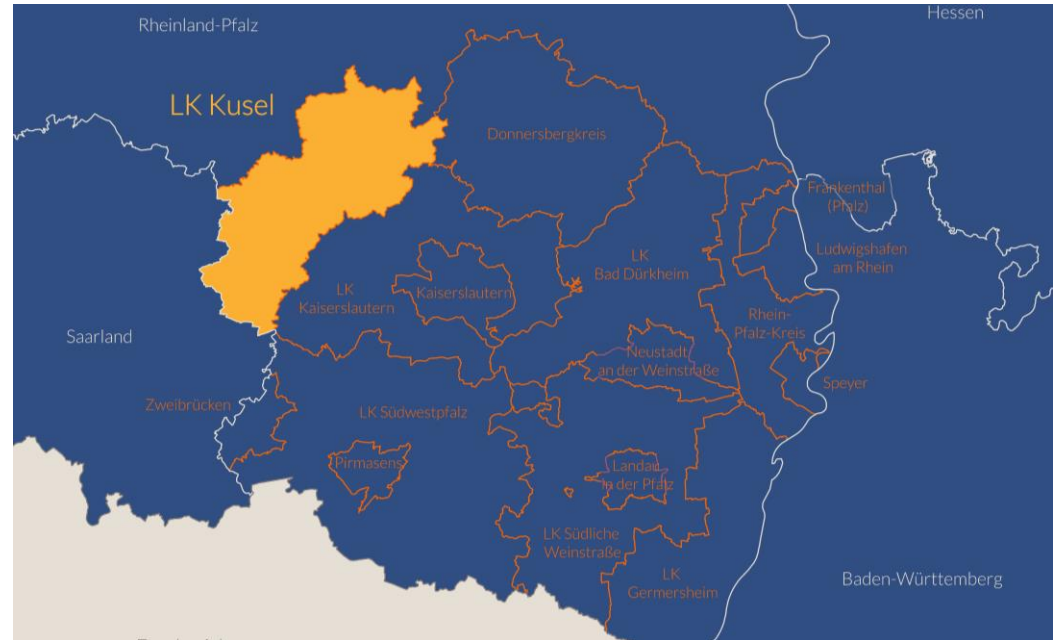 Rheinland-Pfalz
Hessen
LK Kusel
Donnersbergkreis
Frankenthal
(Pfalz)
Ludwigshafen
am Rhein
LK
Bad Dürkheim
LK
Kaiserslautern
Kaiserslautern
Rhein-
Pfalz-Kreis
Saarland
Neustadt
an der Weinstraße
Speyer
Zweibrücken
LK Südwestpfalz
Pirmasens
Landau
in der Pfalz
LK Südliche
Weinstraße
LK
Germersheim
Baden-Württemberg